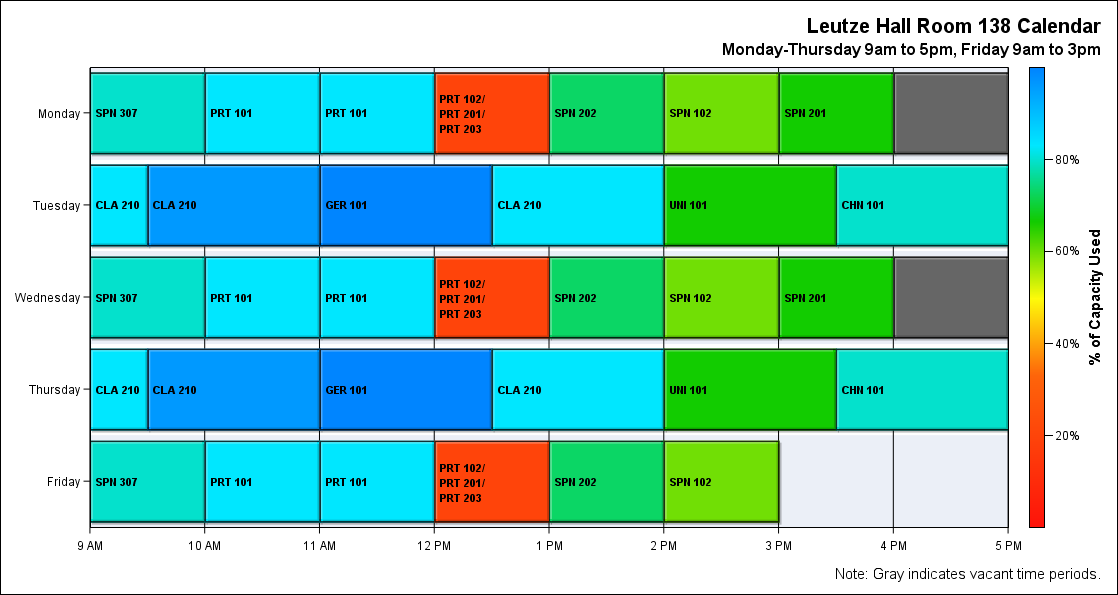 Leutze Hall Room 138 Calendar
Monday-Thursday 9am to 5pm, Friday 9am to 3pm
Monday
SPN 307
PRT 101
PRT 101
PRT 102/
PRT 201/
PRT 203
SPN 202
SPN 102
SPN 201
Tuesday
CLA 210
CLA 210
GER 101
CLA 210
UNI 101
CHN 101
Wednesday
SPN 307
PRT 101
PRT 101
PRT 102/
PRT 201/
PRT 203
SPN 202
SPN 102
SPN 201
Thursday
CLA 210
CLA 210
GER 101
CLA 210
UNI 101
CHN 101
Friday
SPN 307
PRT 101
PRT 101
PRT 102/
PRT 201/
PRT 203
SPN 202
SPN 102
9 AM
10 AM
11 AM
12 PM
1 PM
2 PM
3 PM
4 PM
5 PM
80%
60%
40%
20%
% of Capacity Used
Note: Gray indicates vacant time periods.